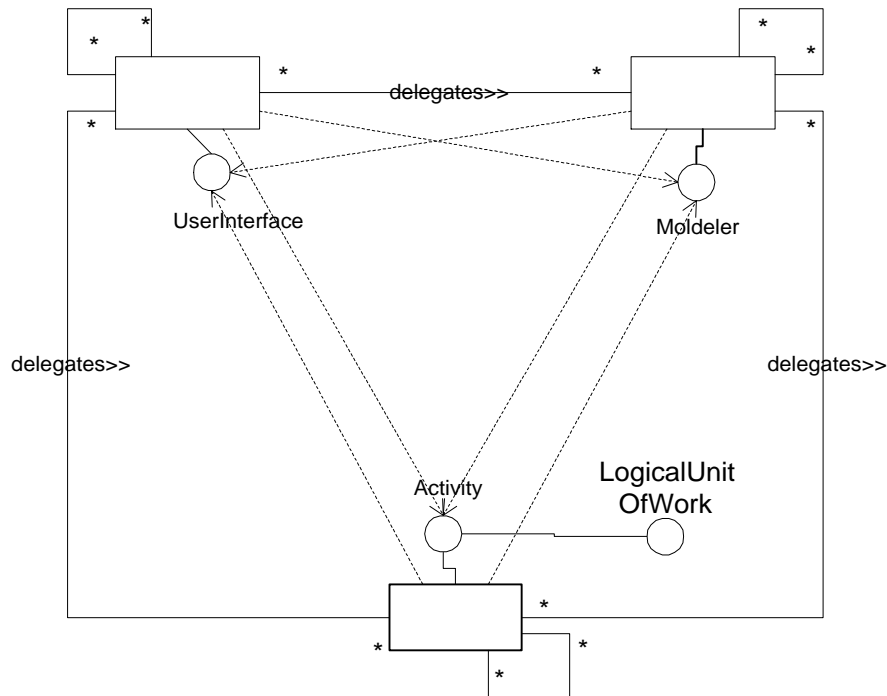 *
*
*
*
*
*
delegates>>
*
*
UserInterface
Moldeler
delegates>>
delegates>>
Activity
LogicalUnit
OfWork
*
*
*
*